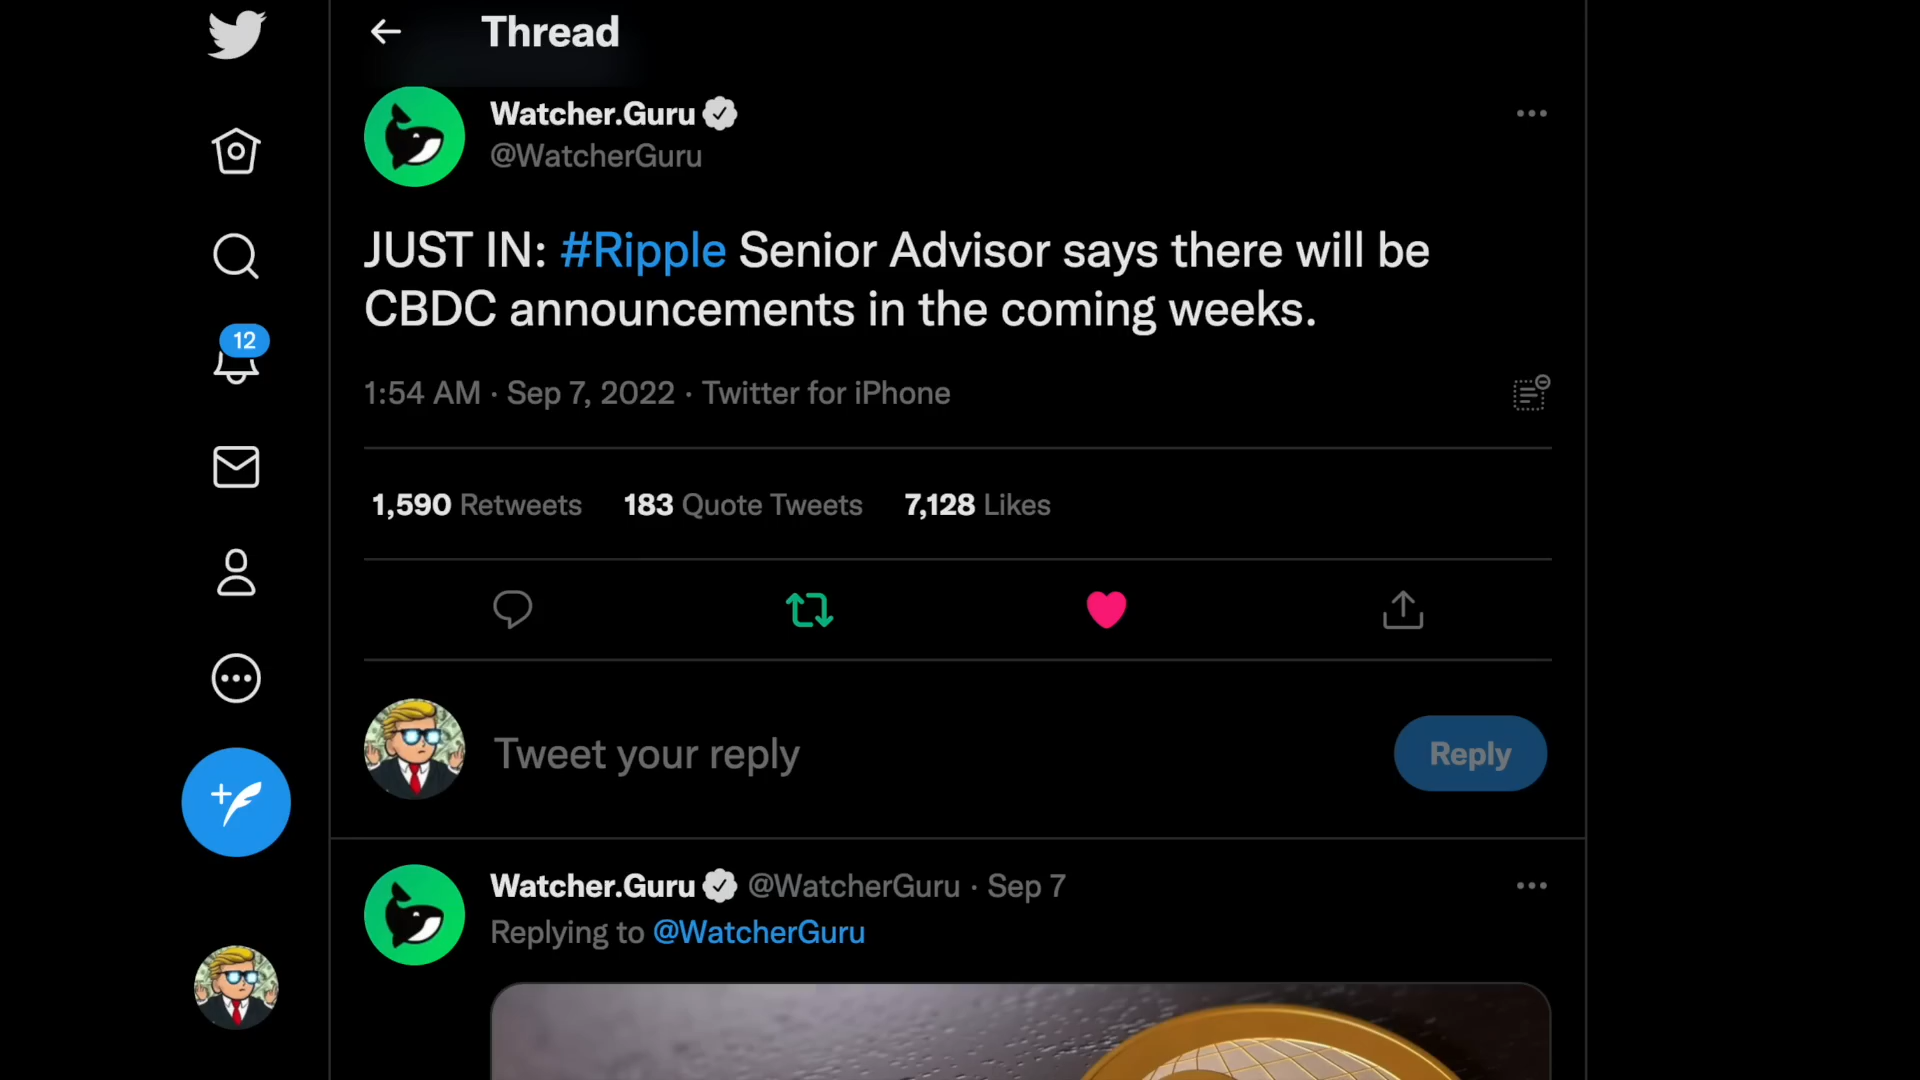 Thread
Watcher.Guru
@WatcherGuru
JUST IN: #Ripple Senior Advisor says there will be
CBDC announcements in the coming weeks.
1:54 AM · Sep 7, 2022 · Twitter for iPhone
1,590 Retweets 183 Quote Tweets 7,128 Likes
12
Tweet your reply
Reply
Watcher.Guru @WatcherGuru · Sep 7
Replying to @WatcherGuru